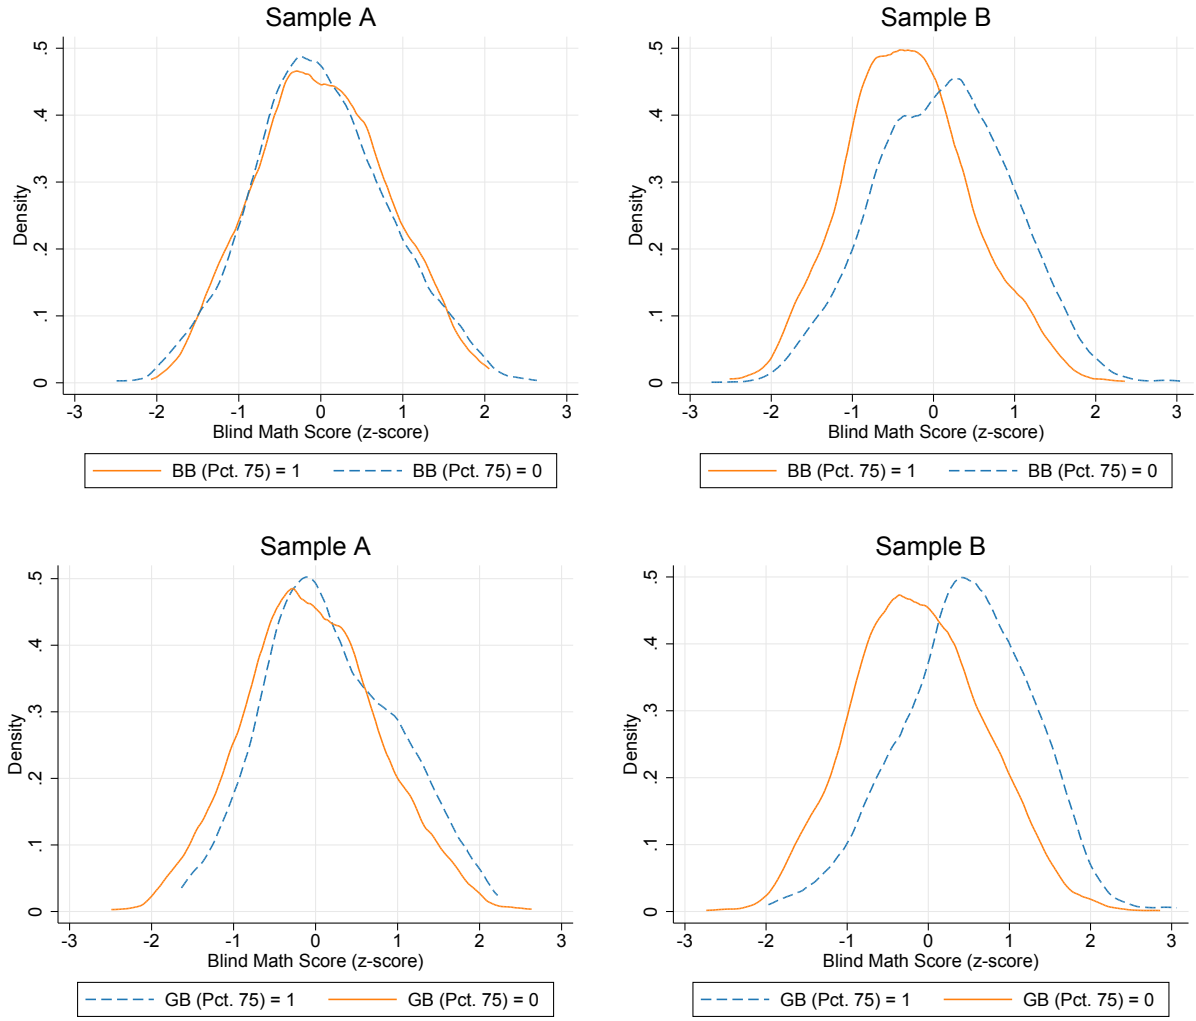 Sample A
.5
.4
.3
.2
.1
0
Density
-3 -2 -1 0 1 2 3
Blind Math Score (z-score)
BB (Pct. 75) = 1 BB (Pct. 75) = 0
Sample B
.5
.4
.3
.2
.1
0
Density
-3 -2 -1 0 1 2 3
Blind Math Score (z-score)
BB (Pct. 75) = 1 BB (Pct. 75) = 0
Sample A
.5
.4
.3
.2
.1
0
Density
-3 -2 -1 0 1 2 3
Blind Math Score (z-score)
GB (Pct. 75) = 1 GB (Pct. 75) = 0
Sample B
.5
.4
.3
.2
.1
0
Density
-3 -2 -1 0 1 2 3
Blind Math Score (z-score)
GB (Pct. 75) = 1 GB (Pct. 75) = 0